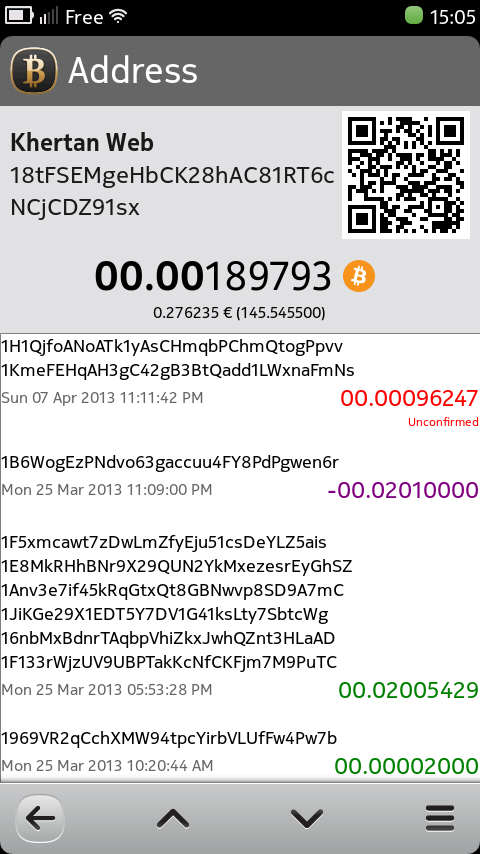 Free 15:05
Address
Khertan Web
18tFSEMgeHbCK28hAC81RT6c
NCjCDZ91sx
00.00189793
0.276235 € (145.545500)
1H1QjfoANoATk1yAsCHmqbPChmQtogPpvv
1KmeFEHqAH3gC42gB3BtQadd1LWxnaFmNs
Sun 07 Apr 2013 11:11:42 PM 00.00096247
Unconfirmed
1B6WogEzPNdvo63gaccuu4FY8PdPgwen6r
Mon 25 Mar 2013 11:09:00 PM -00.02010000
1F5xmcawt7zDwLmZfyEju51csDeYLZ5ais
1E8MkRHhBNr9X29QUN2YkMxezesrEyGhSZ
1Anv3e7if45kRqGtxQt8GBNwvp8SD9A7mC
1JiKGe29X1EDT5Y7DV1G41ksLty7SbtcWg
16nbMxBdnrTAqbpVhiZkxJwhQZnt3HLaAD
1F133rWjzUV9UBPTakKcNfCKFjm7M9PuTC
Mon 25 Mar 2013 05:53:28 PM 00.02005429
1969VR2qCchXMW94tpcYirbVLUfFw4Pw7b
Mon 25 Mar 2013 10:20:44 AM 00.00002000